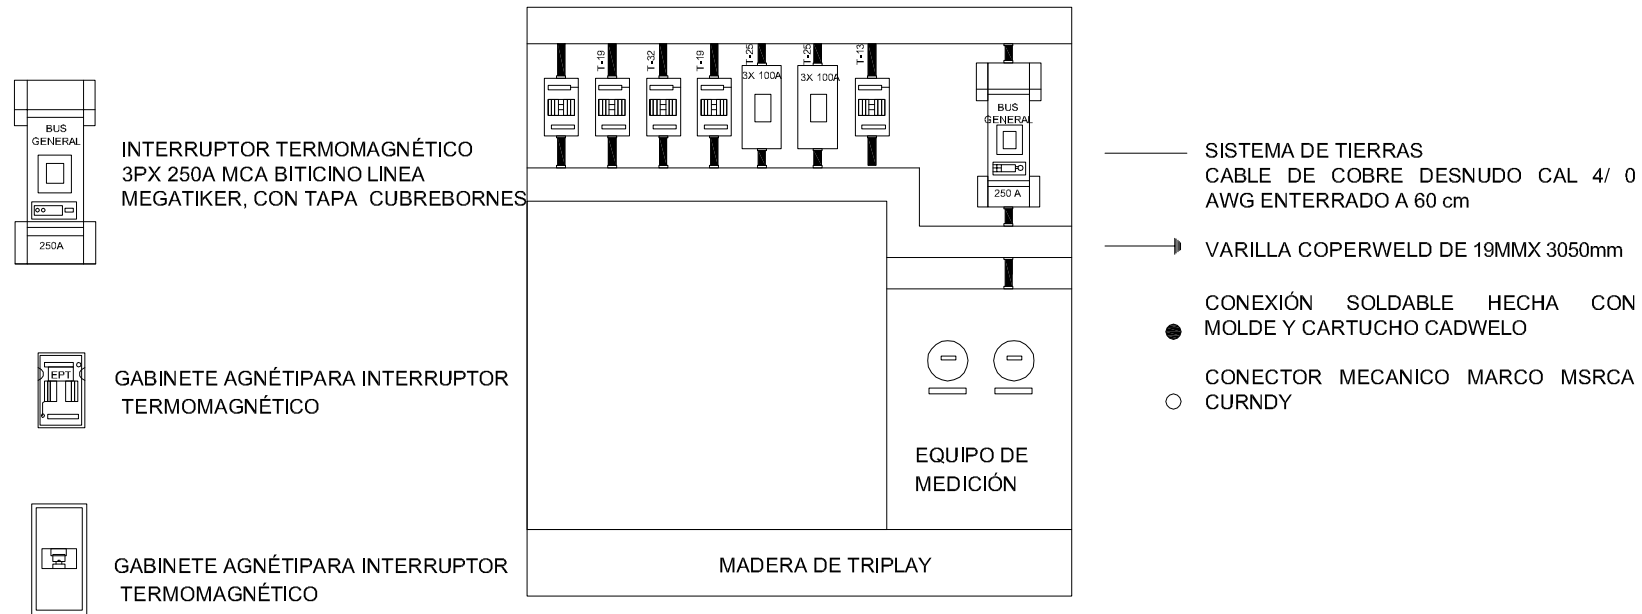 BUS
GENERAL
250A
INTERRUPTOR TERMOMAGNÉTICO
3PX 250A MCA BITICINO LINEA
MEGATIKER, CON TAPA CUBREBORNES
EPT
GABINETE AGNÉTIPARA INTERRUPTOR
TERMOMAGNÉTICO
GABINETE AGNÉTIPARA INTERRUPTOR
TERMOMAGNÉTICO
T-19
T-32
T-19
T-25
T-25
T-13
3X 100A
3X 100A
BUS
GENERAL
250 A
EQUIPO DE
MEDICIÓN
MADERA DE TRIPLAY
SISTEMA DE TIERRAS
CABLE DE COBRE DESNUDO CAL 4/ 0
AWG ENTERRADO A 60 cm
VARILLA COPERWELD DE 19MMX 3050mm
CONEXIÓN SOLDABLE HECHA CON
MOLDE Y CARTUCHO CADWELO
CONECTOR MECANICO MARCO MSRCA
CURNDY